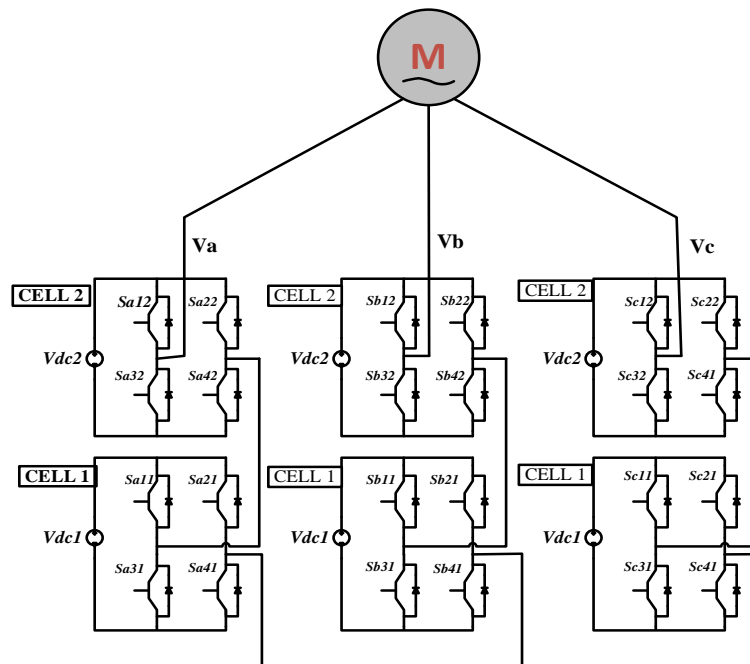 M
Va
Vb
Vc
CELL 2
Sa12
Sa22
Vdc2
Sa32
Sa42
CELL 2
Sb12
Sb22
Vdc2
Sb32
Sb42
CELL 2
Sc12
Sc22
Vdc2
Sc32
Sc41
CELL 1
Sa11
Sa21
Vdc1
Sa31
Sa41
CELL 1
Sb11
Sb21
Vdc1
Sb31
Sb41
CELL 1
Sc11
Sc21
Vdc1
Sc31
Sc41